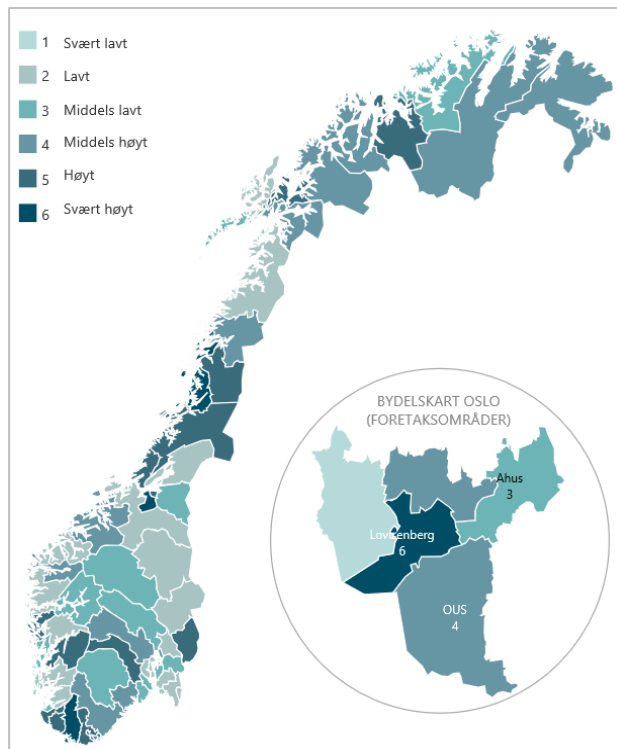 1 Svært lavt
2 Lavt
3 Middels lavt
4 Middels høyt
5 Høyt
6 Svært høyt
BYDELSKART OSLO
(FORETAKSOMRÅDER)
Ahus
3
Lovisenberg
6
OUS
4